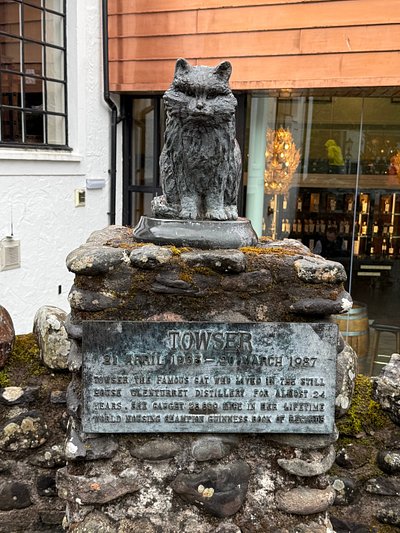 TOWSER
21 APRIL 1963 - 20 MARCH 1987
TOWSER, THE FAMOUS CAT WHO LIVED IN THE STILL
HOUSE, GLENTURRET DISTILLERY, FOR ALMOST 24
YEARS. SHE CAUGHT 28,899 MICE IN HER LIFETIME
WORLD MOUSING CHAMPION GUINNESS BOOK OF RECORDS